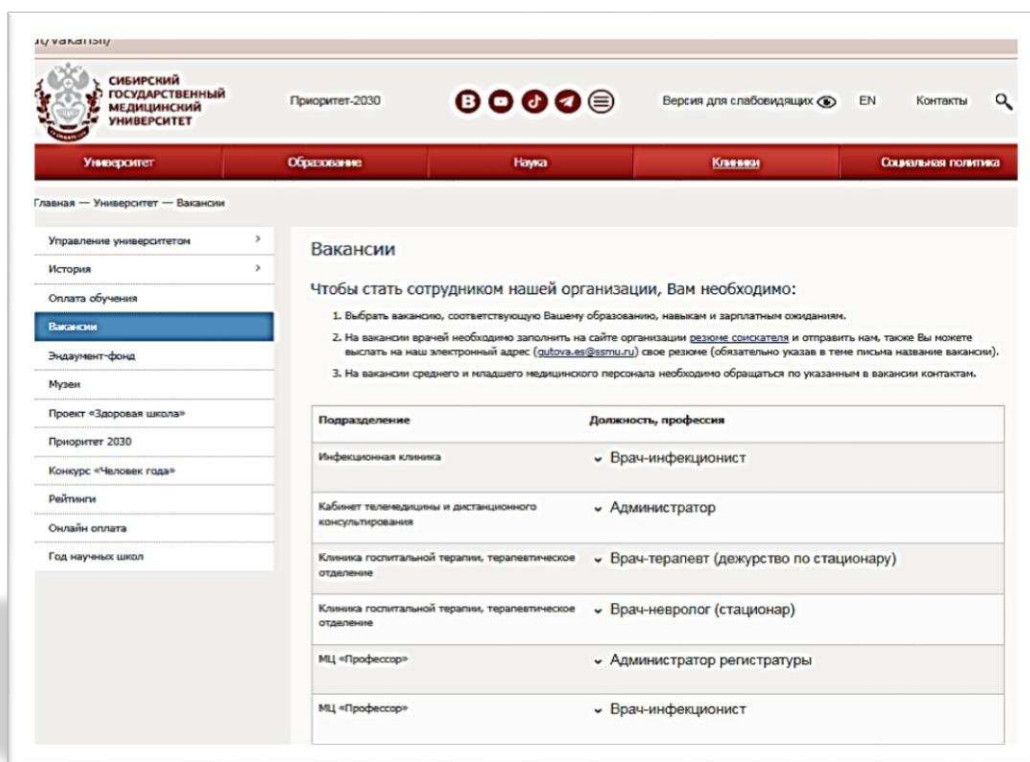 СИБИРСКИЙ
ГОСУДАРСТВЕННЫЙ
МЕДИЦИНСКИЙ
УНИВЕРСИТЕТ
Приоритет-2030
Версия для слабовидящих
EN
Контакты
Университет
Образование
Наука
Клиники
Социальная политика
Главная — Университет — Вакансии
Управление университетом
История
Оплата обучения
Вакансии
Эндаумент-фонд
Музеи
Проект «Здоровая школа»
Приоритет 2030
Конкурс «Человек года»
Рейтинги
Онлайн оплата
Год научных школ
Вакансии
Чтобы стать сотрудником нашей организации, Вам необходимо:
1. Выбрать вакансию, соответствующую Вашему образованию, навыкам и зарплатным ожиданиям.
2. На вакансии врачей необходимо заполнить на сайте организации резюме соискателя и отправить нам, также Вы можете
выслать на наш электронный адрес (gutova.es@ssmu.ru) свое резюме (обязательно указав в теме письма название вакансии).
3. На вакансии среднего и младшего медицинского персонала необходимо обращаться по указанным в вакансии контактам.
Подразделение
Должность, профессия
Инфекционная клиника
Врач-инфекционист
Кабинет телемедицины и дистанционного
консультирования
Администратор
Клиника госпитальной терапии, терапевтическое
отделение
Врач-терапевт (дежурство по стационару)
Клиника госпитальной терапии, терапевтическое
отделение
Врач-невролог (стационар)
МЦ «Профессор»
Администратор регистратуры
МЦ «Профессор»
Врач-инфекционист